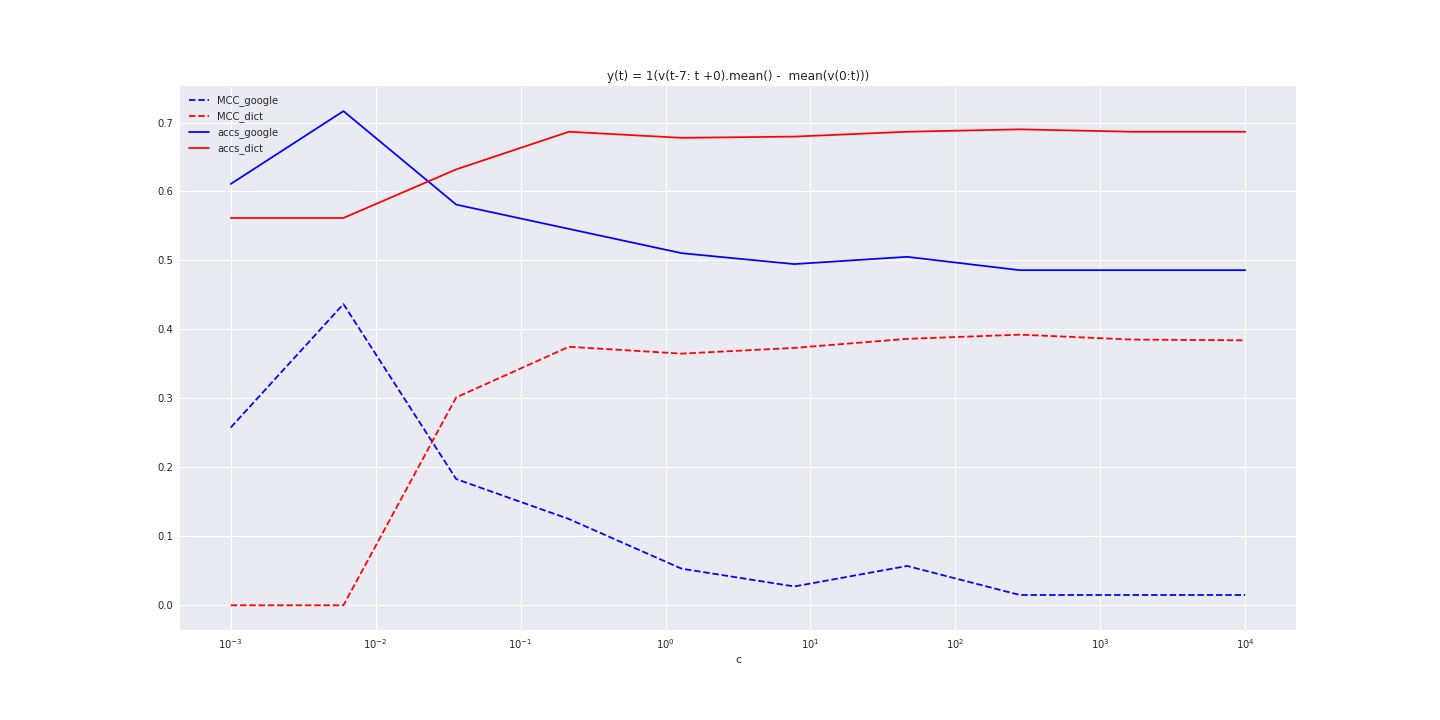 y(t) = 1(v(t-7: t +0).mean() -  mean(v(0:t)))
MCC_google
MCC_dict
accs_google
accs_dict
0.7
0.6
0.5
0.4
0.3
0.2
0.1
0.0
10⁻³ 10⁻² 10⁻¹ 10⁰ 10¹ 10² 10³ 10⁴
c